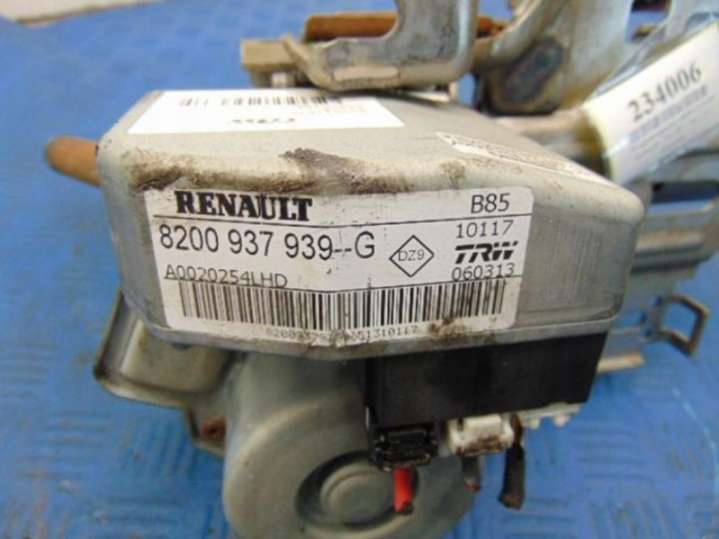 234006
RENAULT B85
8200 937 939--G DZ9 10117
TRW
A0020254LHD 060313